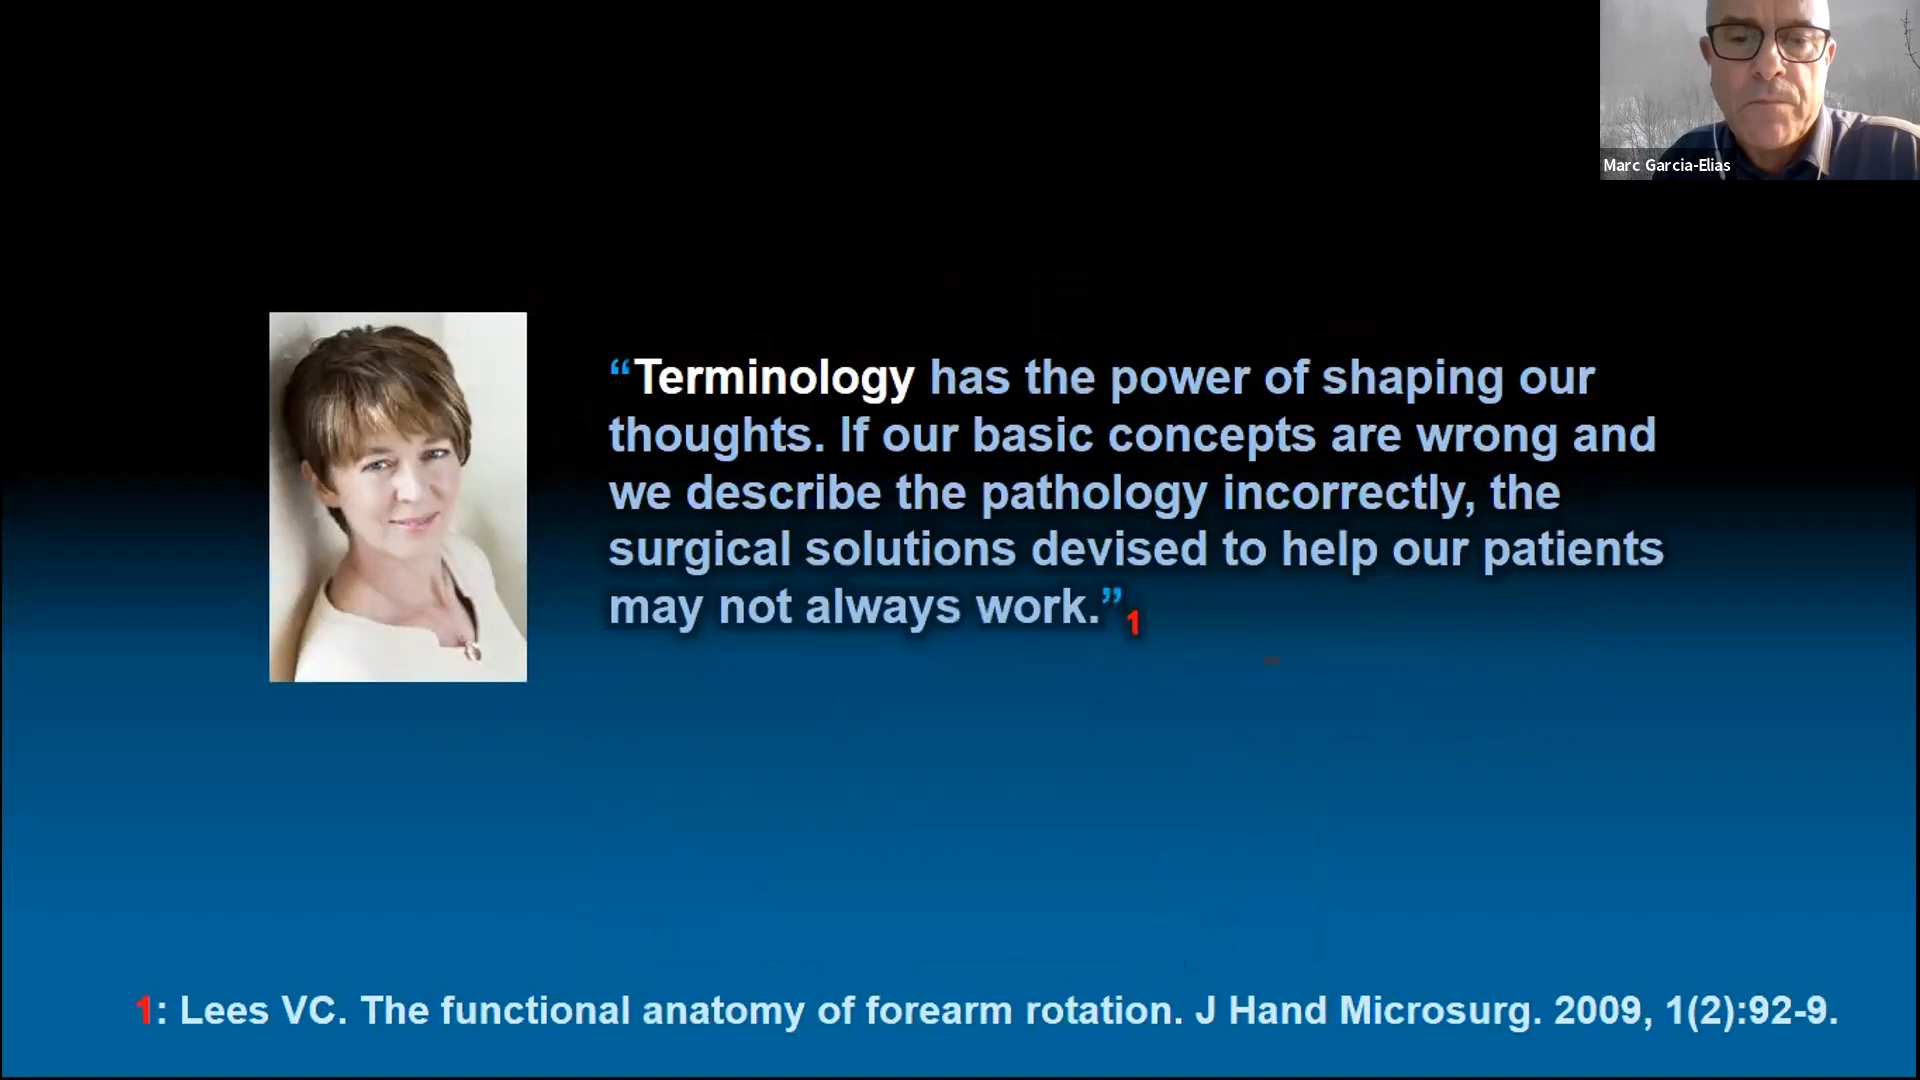 Marc Garcia-Elias
“Terminology has the power of shaping our
thoughts. If our basic concepts are wrong and
we describe the pathology incorrectly, the
surgical solutions devised to help our patients
may not always work.”1
1: Lees VC. The functional anatomy of forearm rotation. J Hand Microsurg. 2009, 1(2):92-9.